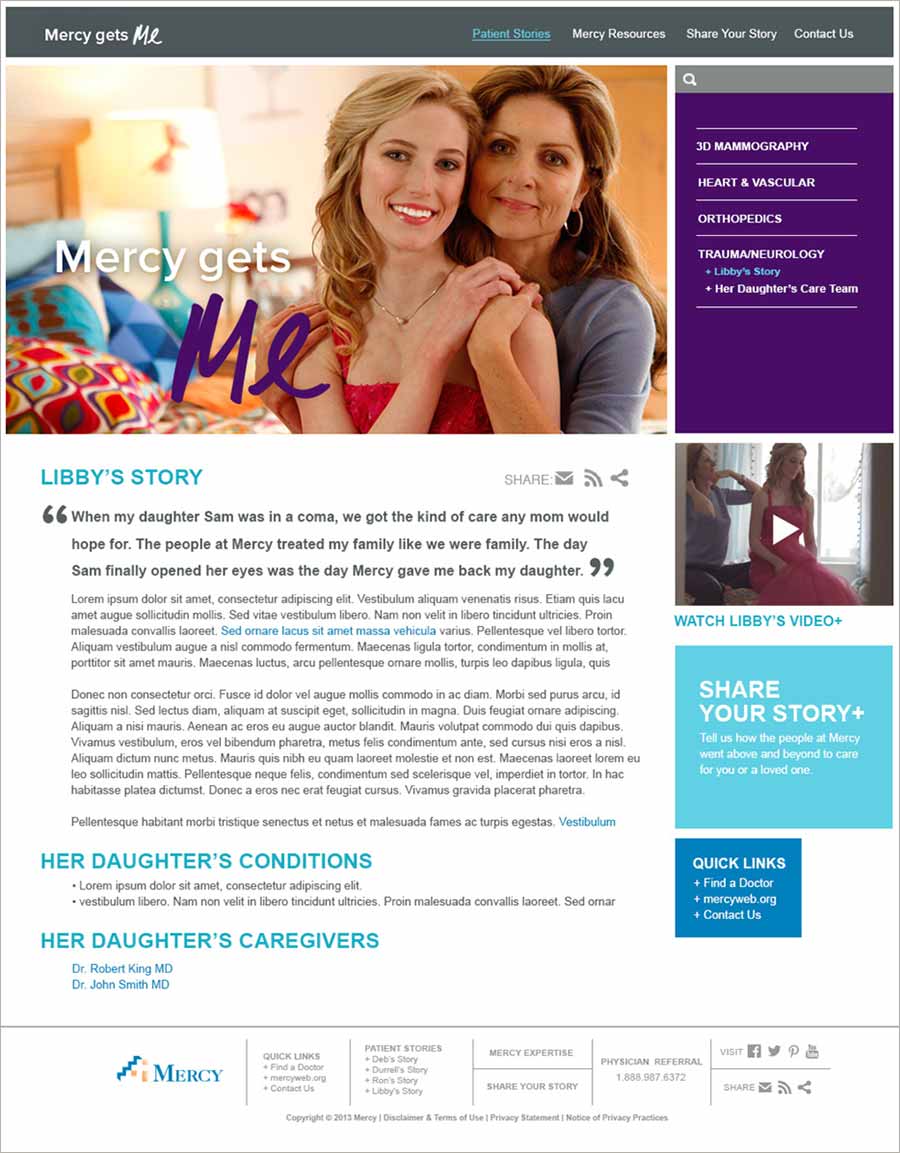 Mercy gets Me
Patient Stories
Mercy Resources
Share Your Story
Contact Us
Mercy gets
Me
3D MAMMOGRAPHY
HEART & VASCULAR
ORTHOPEDICS
TRAUMA/NEUROLOGY
+ Libby's Story
+ Her Daughter's Care Team
LIBBY'S STORY
SHARE:
“ When my daughter Sam was in a coma, we got the kind of care any mom would
hope for. The people at Mercy treated my family like we were family. The day
Sam finally opened her eyes was the day Mercy gave me back my daughter. ”
Lorem ipsum dolor sit amet, consectetur adipiscing elit. Vestibulum aliquam venenatis risus. Etiam quis lacu
amet augue sollicitudin mollis. Sed vitae vestibulum libero. Nam non velit in libero tincidunt ultricies. Proin
malesuada convallis laoreet. Sed ornare lacus sit amet massa vehicula varius. Pellentesque vel libero tortor.
Aliquam vestibulum augue a nisl commodo fermentum. Maecenas ligula tortor, condimentum in mollis at,
porttitor sit amet mauris. Maecenas luctus, arcu pellentesque ornare mollis, turpis leo dapibus ligula, quis
Donec non consectetur orci. Fusce id dolor vel augue mollis commodo in ac diam. Morbi sed purus arcu, id
sagittis nisl. Sed lectus diam, aliquam at suscipit eget, sollicitudin in magna. Duis feugiat ornare adipiscing.
Aliquam a nisi mauris. Aenean ac eros eu augue auctor blandit. Mauris volutpat commodo dui quis dapibus.
Vivamus vestibulum, eros vel bibendum pharetra, metus felis condimentum ante, sed cursus nisi eros a nisl.
Aliquam dictum nunc metus. Mauris quis nibh eu quam laoreet molestie et non est. Maecenas laoreet lorem eu
leo sollicitudin mattis. Pellentesque neque felis, condimentum sed scelerisque vel, imperdiet in tortor. In hac
habitasse platea dictumst. Donec a eros nec erat feugiat cursus. Vivamus gravida placerat pharetra.
Pellentesque habitant morbi tristique senectus et netus et malesuada fames ac turpis egestas. Vestibulum
HER DAUGHTER'S CONDITIONS
• Lorem ipsum dolor sit amet, consectetur adipiscing elit.
• vestibulum libero. Nam non velit in libero tincidunt ultricies. Proin malesuada convallis laoreet. Sed ornar
HER DAUGHTER'S CAREGIVERS
Dr. Robert King MD
Dr. John Smith MD
WATCH LIBBY'S VIDEO+
SHARE
YOUR STORY+
Tell us how the people at Mercy
went above and beyond to care
for you or a loved one.
QUICK LINKS
+ Find a Doctor
+ mercyweb.org
+ Contact Us
MERCY
QUICK LINKS
+ Find a Doctor
+ mercyweb.org
+ Contact Us
PATIENT STORIES
+ Deb's Story
+ Durrell's Story
+ Ron's Story
+ Libby's Story
MERCY EXPERTISE
SHARE YOUR STORY
PHYSICIAN REFERRAL
1.888.987.6372
VISIT
You Tube
SHARE
Copyright © 2013 Mercy | Disclaimer & Terms of Use | Privacy Statement | Notice of Privacy Practices